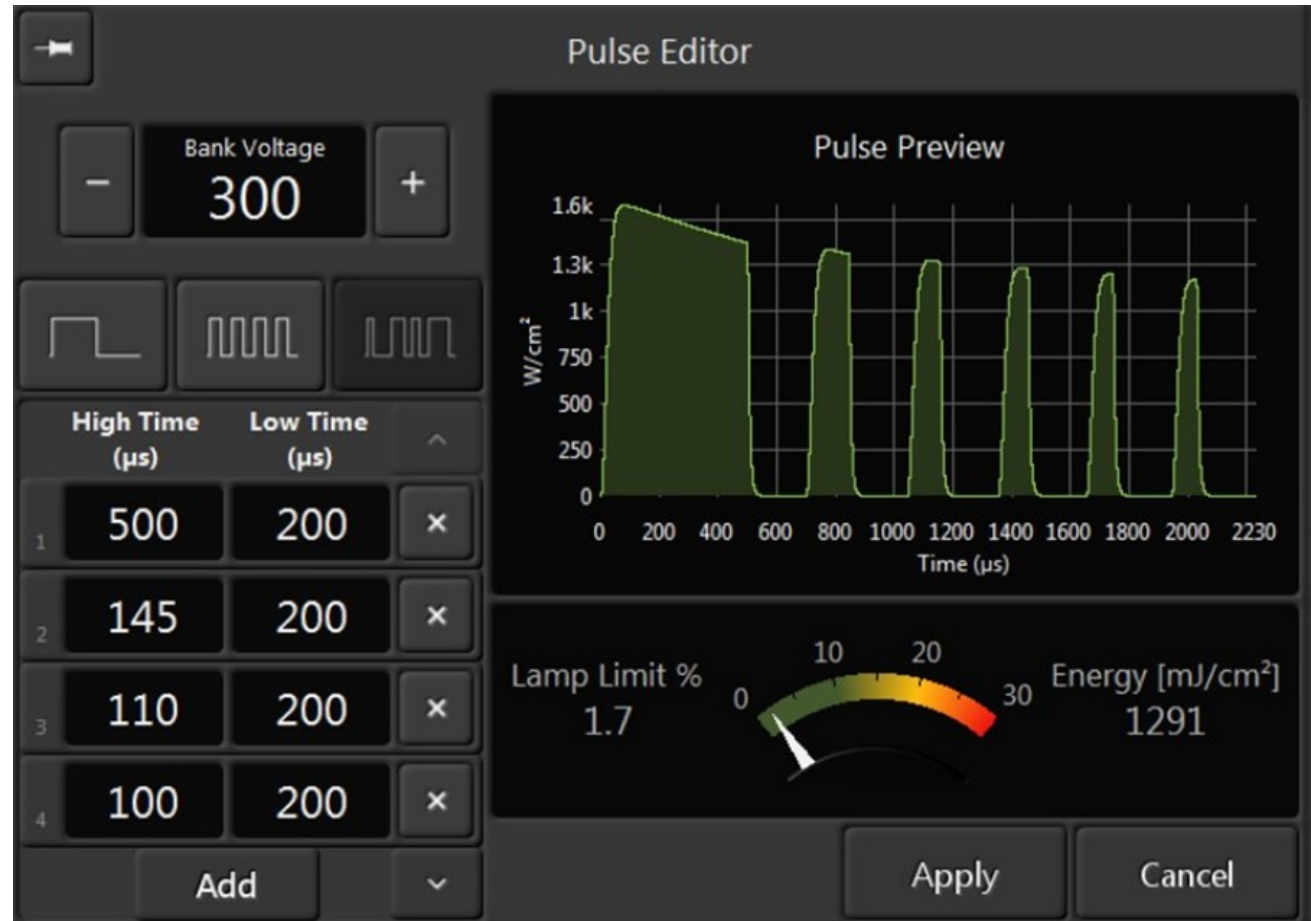 Pulse Editor
Bank Voltage
300
−
+
High Time
(µs)
Low Time
(µs)
1 500 200 ×
2 145 200 ×
3 110 200 ×
4 100 200 ×
Add
Pulse Preview
1.6k
1.3k
1k
750
500
250
0
W/cm²
0 200 400 600 800 1000 1200 1400 1600 1800 2000 2230
Time (µs)
Lamp Limit %
1.7
0 10 20 30
Energy [mJ/cm²]
1291
Apply
Cancel